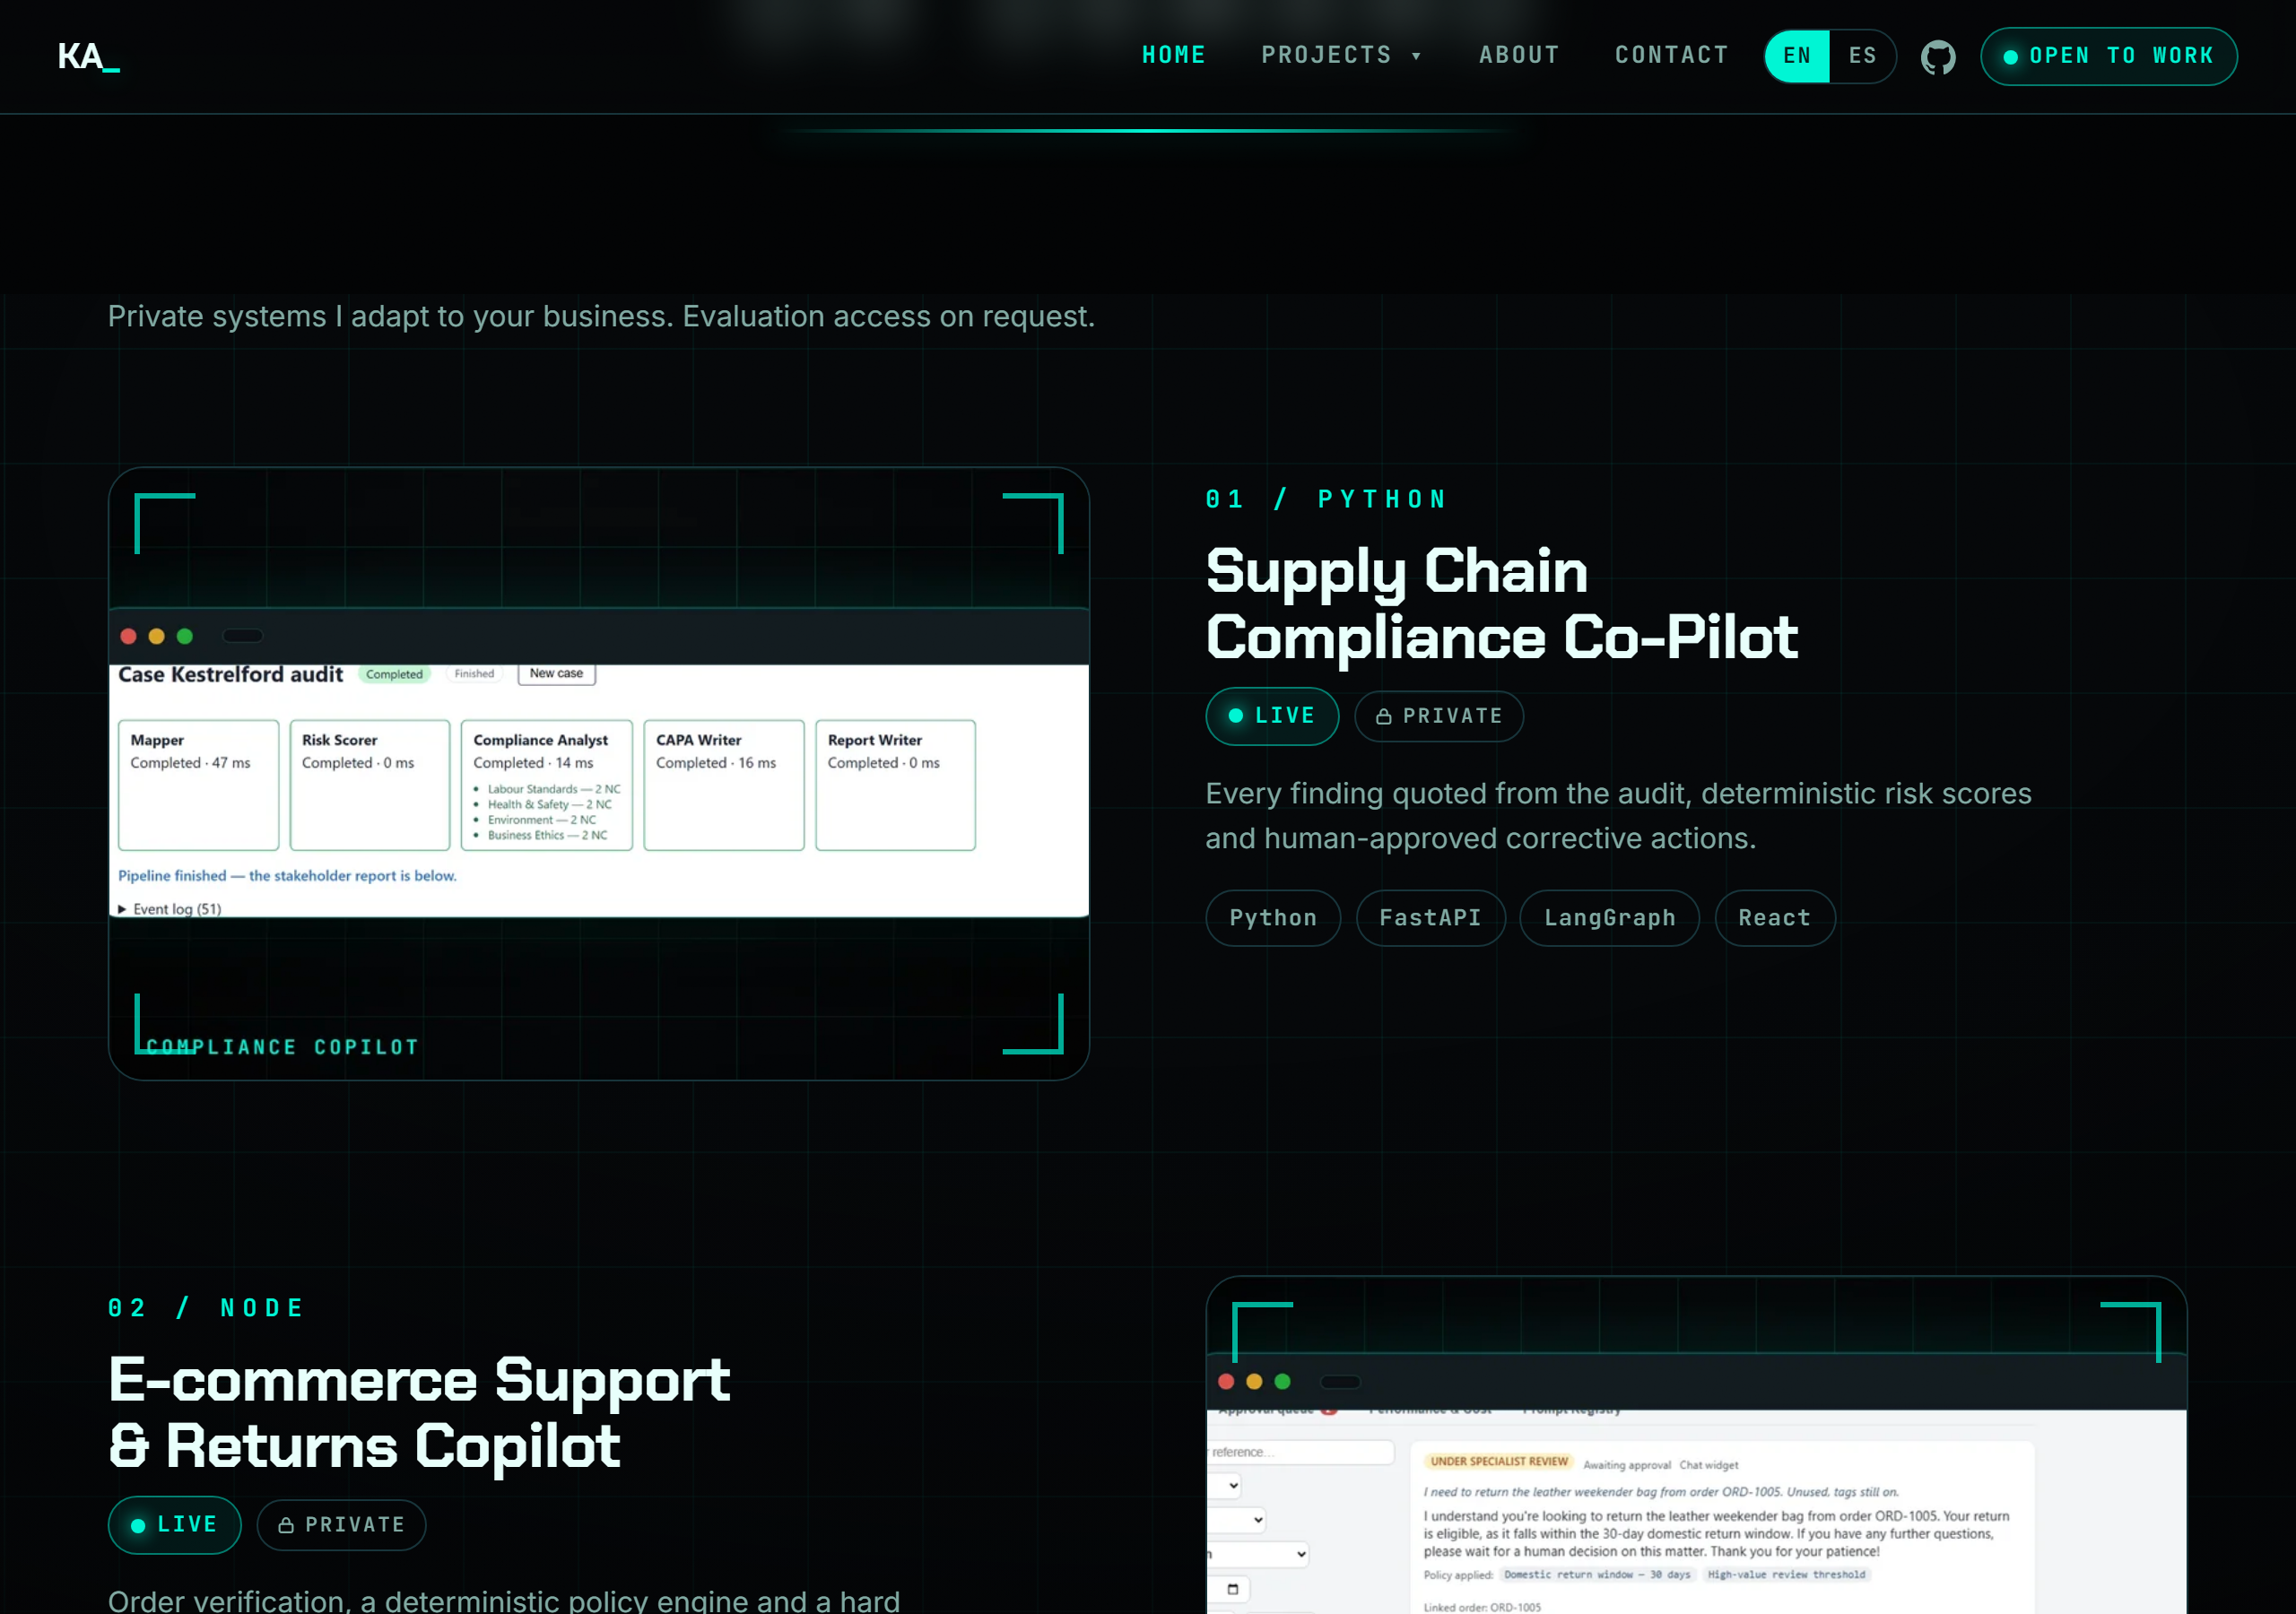 KA_
HOME PROJECTS ▾ ABOUT CONTACT EN ES OPEN TO WORK
Private systems I adapt to your business. Evaluation access on request.
Case Kestrelford audit Completed Finished New case
Mapper
Completed · 47 ms
Risk Scorer
Completed · 0 ms
Compliance Analyst
Completed · 14 ms
• Labour Standards — 2 NC
• Health & Safety — 2 NC
• Environment — 2 NC
• Business Ethics — 2 NC
CAPA Writer
Completed · 16 ms
Report Writer
Completed · 0 ms
Pipeline finished — the stakeholder report is below.
▶ Event log (51)
COMPLIANCE COPILOT
01 / PYTHON
Supply Chain
Compliance Co-Pilot
LIVE PRIVATE
Every finding quoted from the audit, deterministic risk scores
and human-approved corrective actions.
Python FastAPI LangGraph React
02 / NODE
E-commerce Support
& Returns Copilot
LIVE PRIVATE
Order verification, a deterministic policy engine and a hard
Approval queue Performance & Cost Prompt Registry
reference...
UNDER SPECIALIST REVIEW Awaiting approval Chat widget
I need to return the leather weekender bag from order ORD-1005. Unused, tags still on.
I understand you're looking to return the leather weekender bag from order ORD-1005. Your return
is eligible, as it falls within the 30-day domestic return window. If you have any further questions,
please wait for a human decision on this matter. Thank you for your patience!
Policy applied: Domestic return window — 30 days High-value review threshold
Linked order: ORD-1005